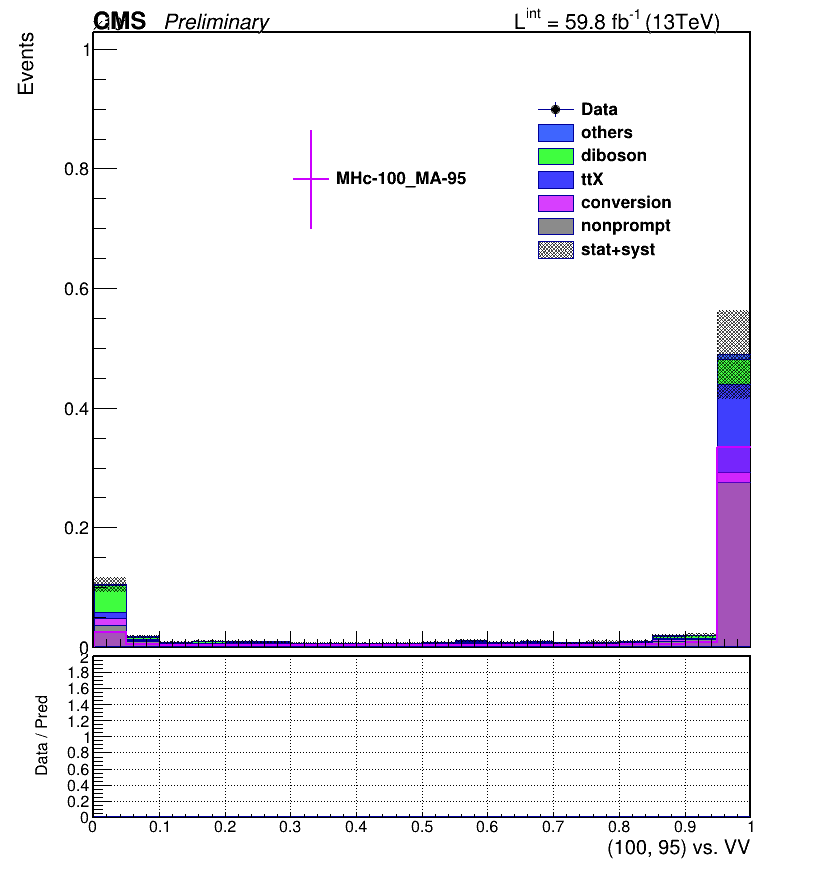 CMS Preliminary
L^int = 59.8 fb^-1 (13TeV)
Events
1
0.8
0.6
0.4
0.2
0
MHc-100_MA-95
Data
others
diboson
ttX
conversion
nonprompt
stat+syst
Data / Pred
2
1.8
1.6
1.4
1.2
1
0.8
0.6
0.4
0.2
0
0 0.1 0.2 0.3 0.4 0.5 0.6 0.7 0.8 0.9 1
(100, 95) vs. VV